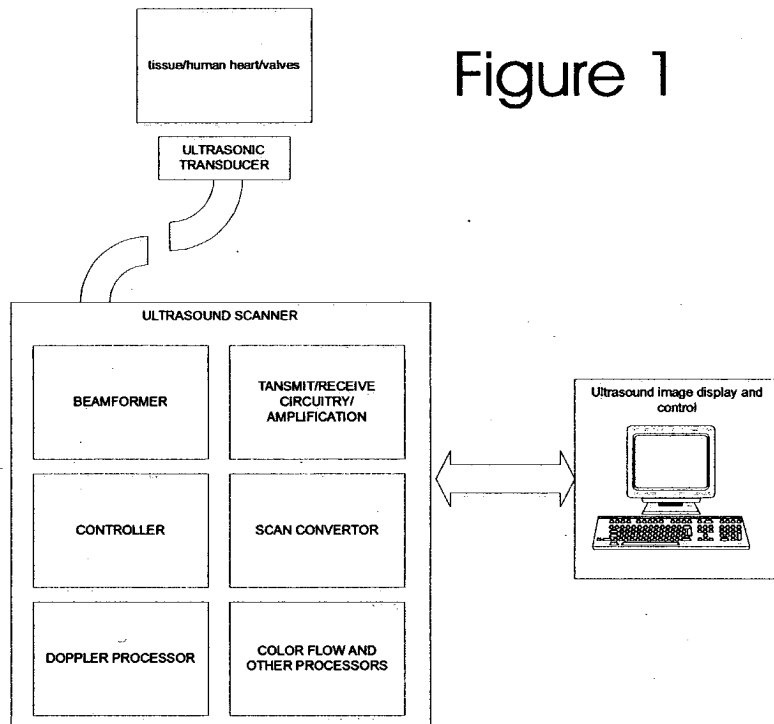 Figure 1
tissue/human heart/valves
ULTRASONIC
TRANSDUCER
ULTRASOUND SCANNER
BEAMFORMER
TANSMIT/RECEIVE
CIRCUITRY/
AMPLIFICATION
CONTROLLER
SCAN CONVERTOR
DOPPLER PROCESSOR
COLOR FLOW AND
OTHER PROCESSORS
Ultrasound image display and
control